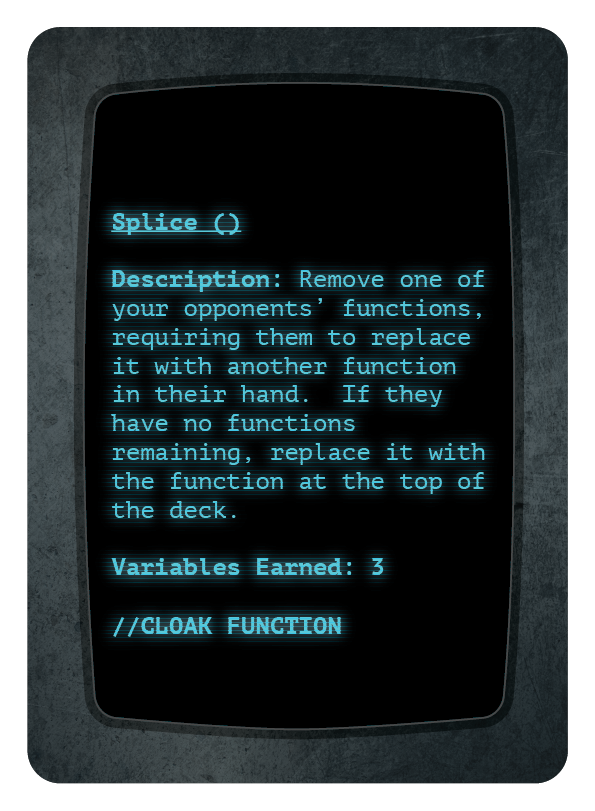 Splice ()
Description: Remove one of
your opponents’ functions,
requiring them to replace
it with another function
in their hand.  If they
have no functions
remaining, replace it with
the function at the top of
the deck.
Variables Earned: 3
//CLOAK FUNCTION